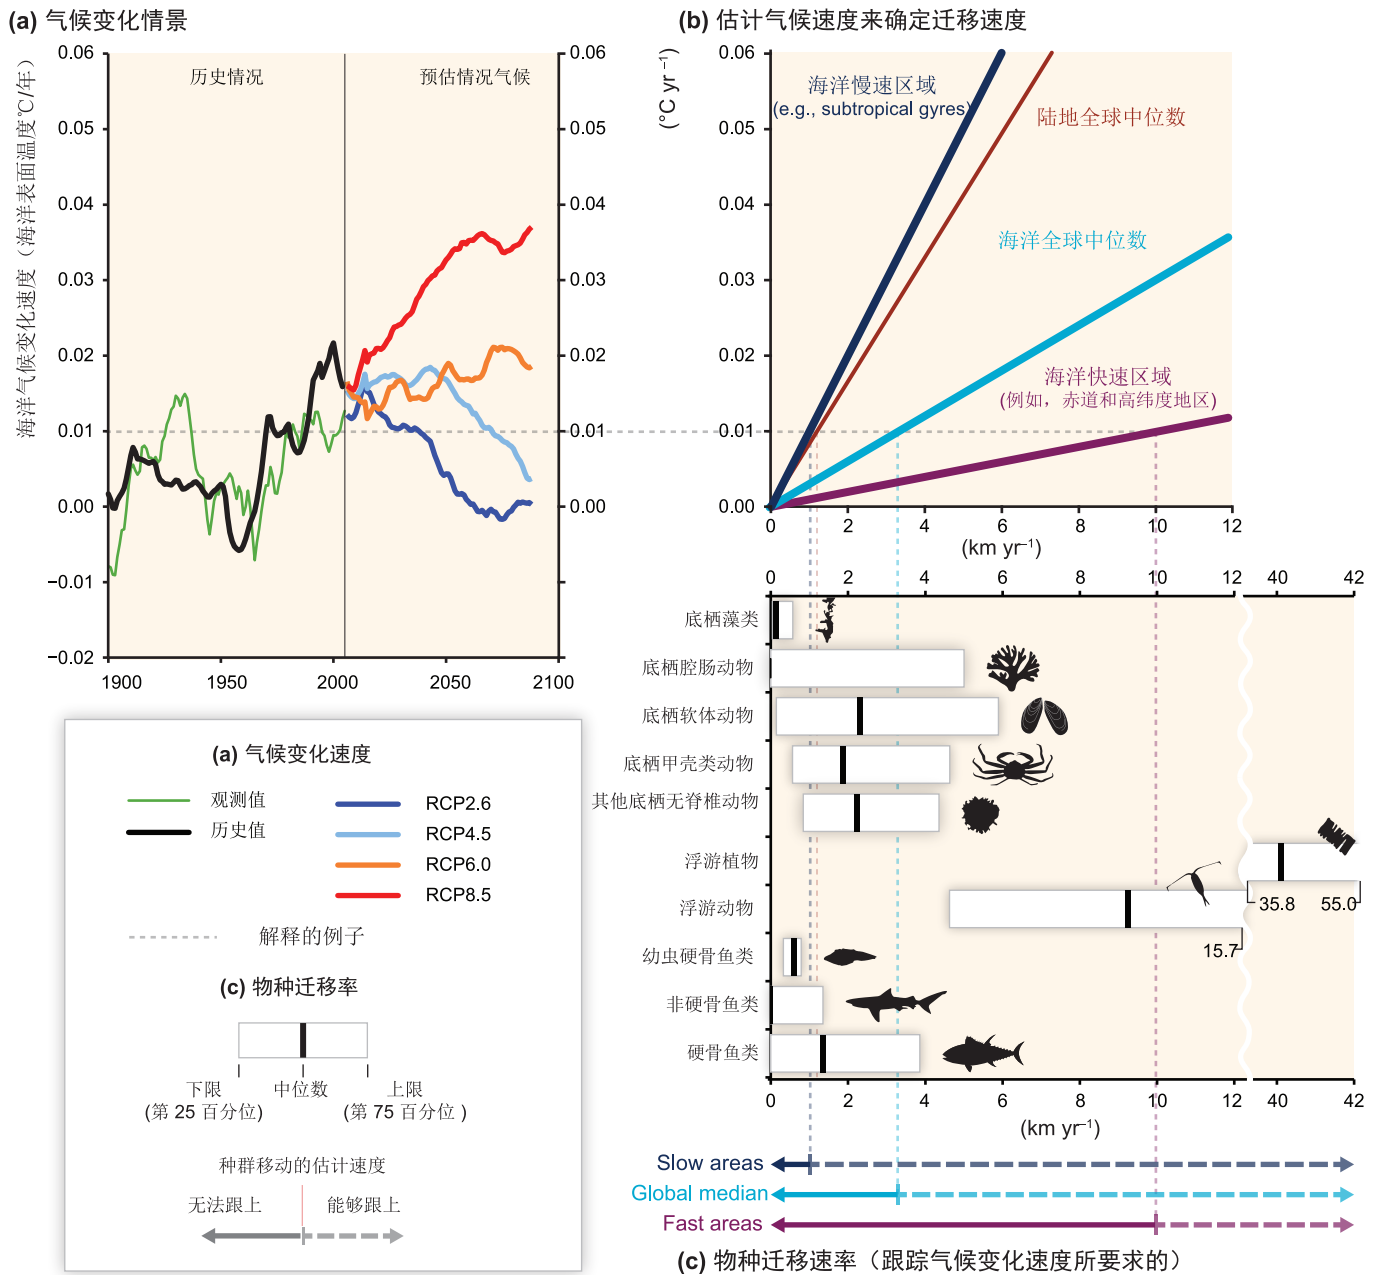 (a) 气候变化情景
海洋气候变化速度（海洋表面温度℃/年）
0.06
0.05
0.04
0.03
0.02
0.01
0.00
−0.01
−0.02
历史情况
预估情况气候
0.06
0.05
0.04
0.03
0.02
0.01
0.00
1900
1950
2000
2050
2100
(b) 估计气候速度来确定迁移速度
(°C yr⁻¹)
0.06
0.05
0.04
0.03
0.02
0.01
0.00
海洋慢速区域
(e.g., subtropical gyres)
陆地全球中位数
海洋全球中位数
海洋快速区域
(例如，赤道和高纬度地区)
0
2
4
6
8
10
12
(km yr⁻¹)
0
2
4
6
8
10
12
40
42
底栖藻类
底栖腔肠动物
底栖软体动物
底栖甲壳类动物
其他底栖无脊椎动物
浮游植物
35.8
55.0
浮游动物
15.7
幼虫硬骨鱼类
非硬骨鱼类
硬骨鱼类
0
2
4
6
8
10
12
40
42
(km yr⁻¹)
Slow areas
Global median
Fast areas
(c) 物种迁移速率（跟踪气候变化速度所要求的）
(a) 气候变化速度
观测值
历史值
RCP2.6
RCP4.5
RCP6.0
RCP8.5
解释的例子
(c) 物种迁移率
下限
(第 25 百分位)
中位数
上限
(第 75 百分位 )
种群移动的估计速度
无法跟上
能够跟上